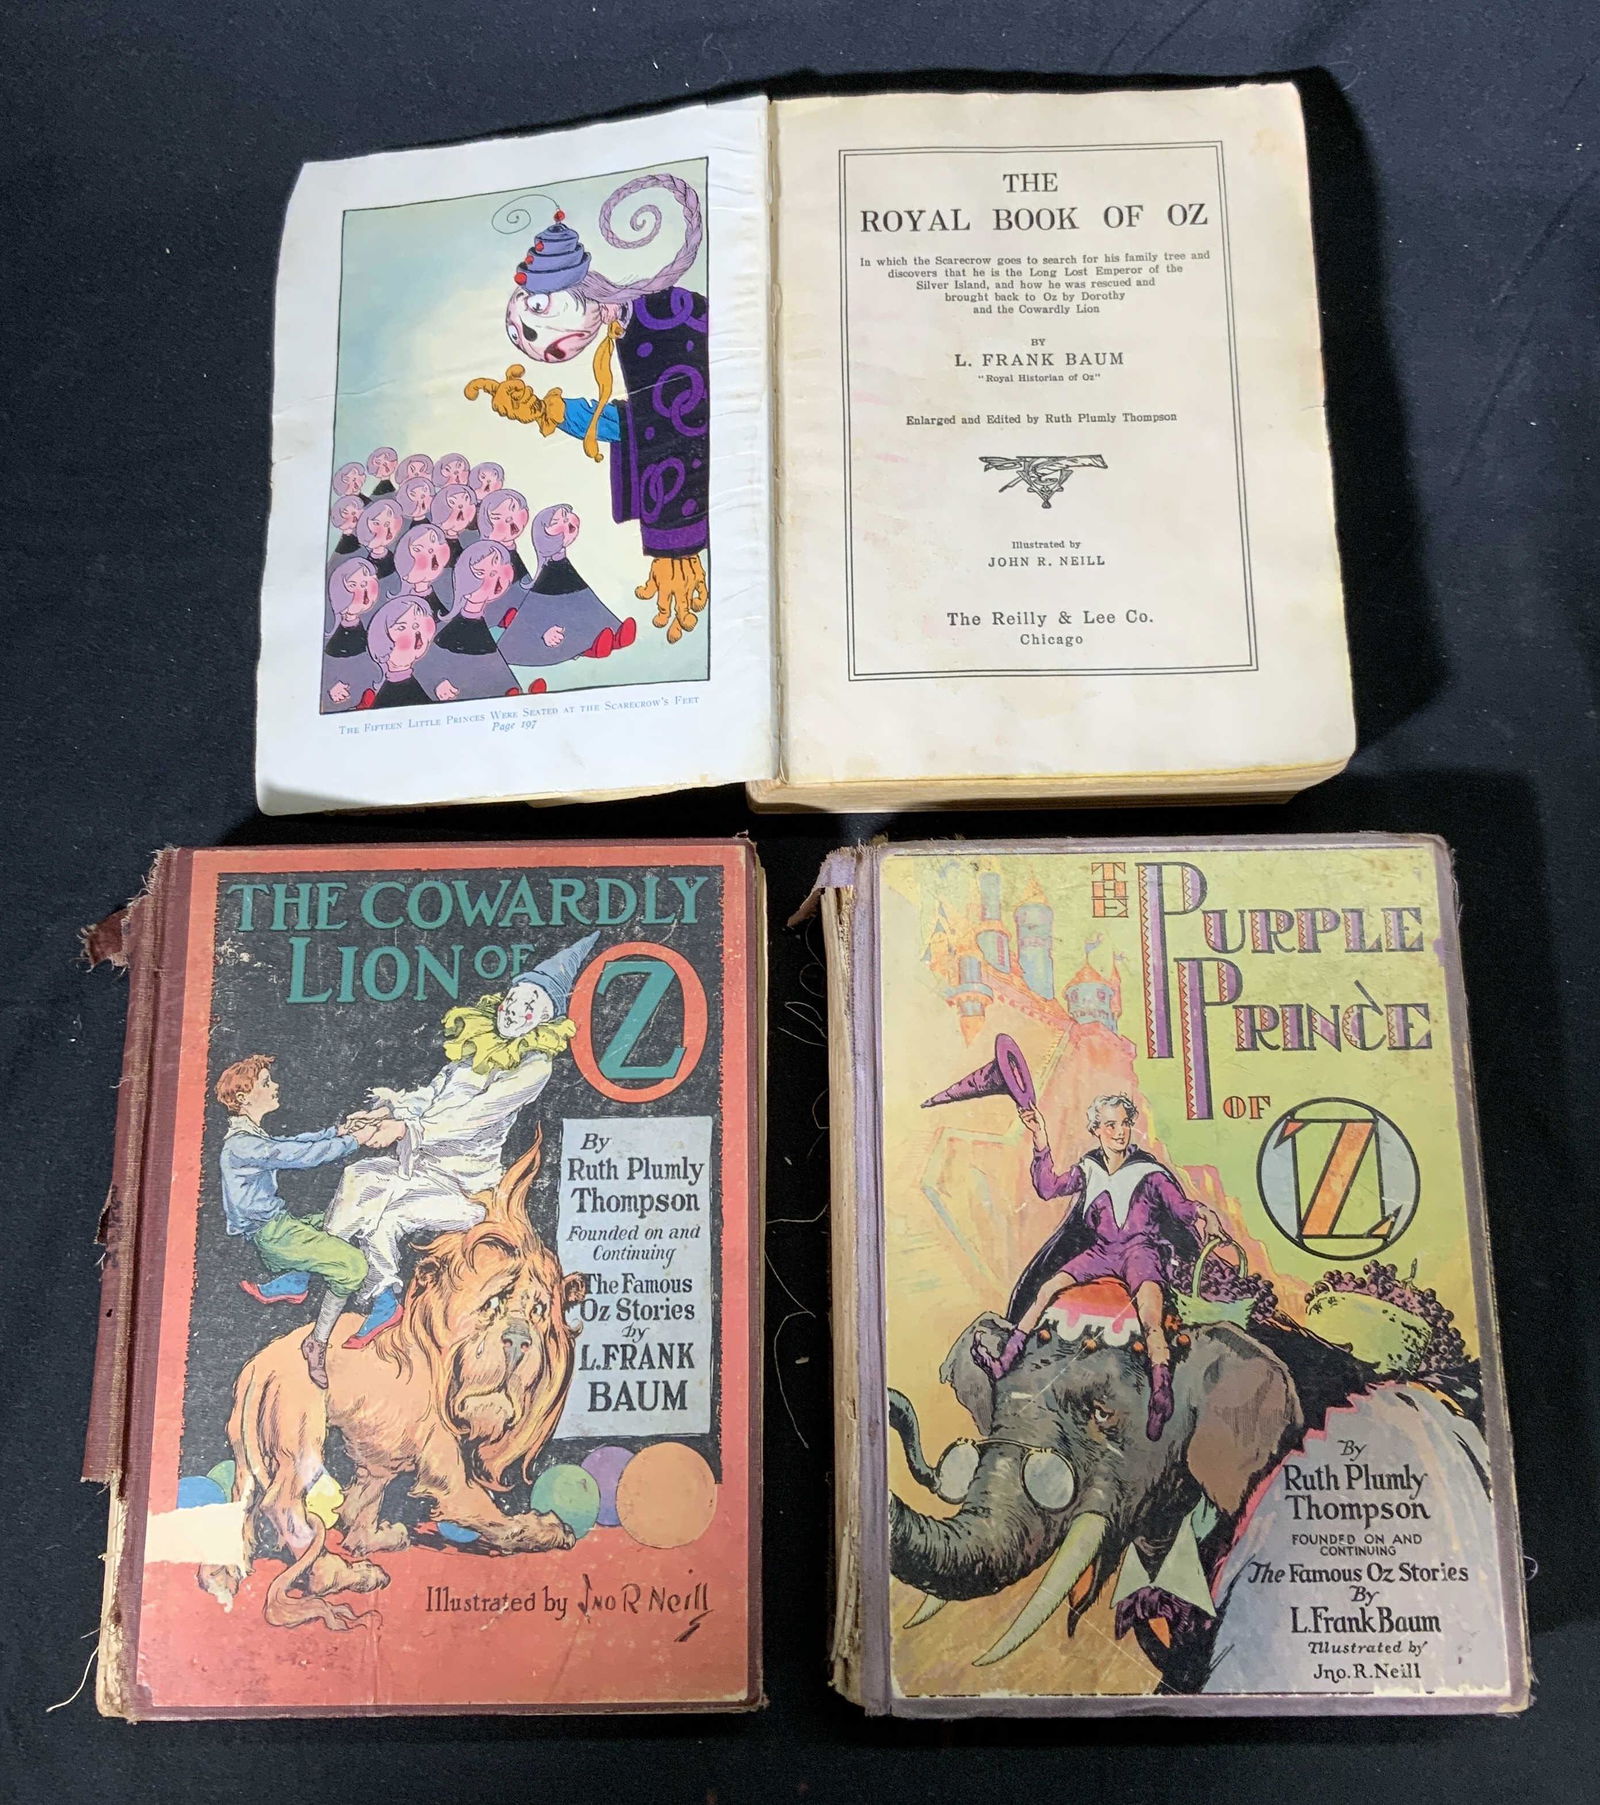 THE
ROYAL BOOK OF OZ
In which the Scarecrow goes to search for his family tree and
discovers that he is the Long Lost Emperor of the
Silver Island, and how he was rescued and
brought back to Oz by Dorothy
and the Cowardly Lion
BY
L. FRANK BAUM
"Royal Historian of Oz"
Enlarged and Edited by Ruth Plumly Thompson
Illustrated by
JOHN R. NEILL
The Reilly & Lee Co.
Chicago
THE FIFTEEN LITTLE PRINCES WERE SEATED AT THE SCARECROW'S FEET
Page 197
THE COWARDLY
LION OF
OZ
By
Ruth Plumly
Thompson
Founded on and
Continuing
The Famous
Oz Stories
by
L. FRANK
BAUM
Illustrated by Jno R Neill
THE
PURPLE
PRINCE
OF
OZ
By
Ruth Plumly
Thompson
FOUNDED ON AND
CONTINUING
The Famous Oz Stories
By
L. Frank Baum
Illustrated by
Jno. R. Neill